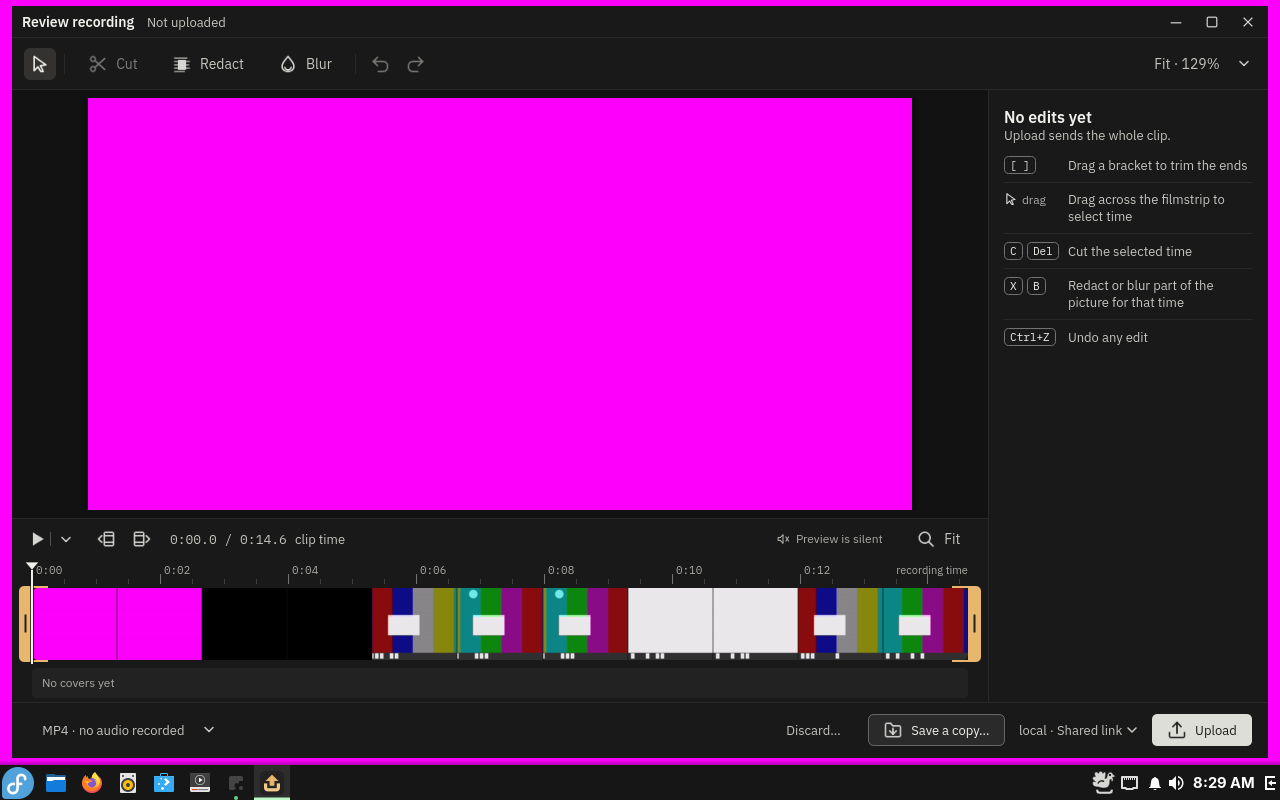 Review recording Not uploaded
Cut Redact Blur Fit · 129%
No edits yet
Upload sends the whole clip.
[ ] Drag a bracket to trim the ends
drag Drag across the filmstrip to
select time
C Del Cut the selected time
X B Redact or blur part of the
picture for that time
Ctrl+Z Undo any edit
0:00.0 / 0:14.6 clip time Preview is silent Fit
0:00 0:02 0:04 0:06 0:08 0:10 0:12 recording time
No covers yet
MP4 · no audio recorded Discard... Save a copy... local · Shared link Upload
8:29 AM